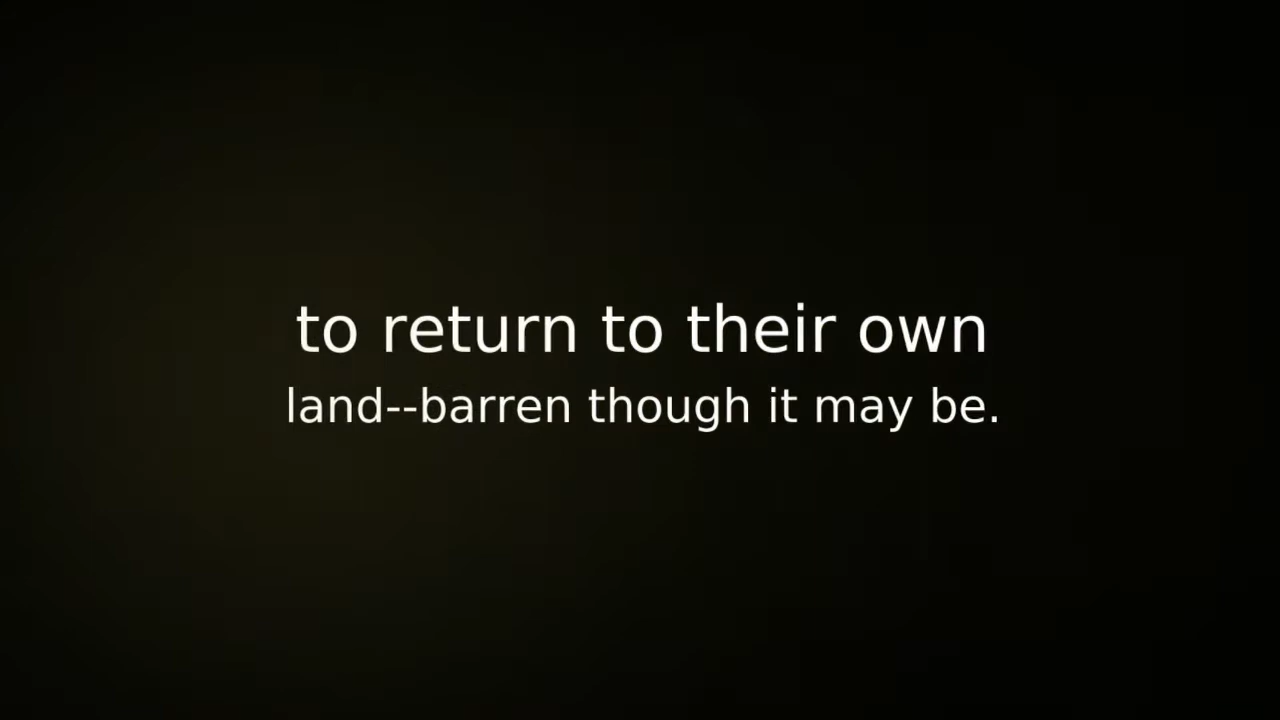 to return to their own
land--barren though it may be.